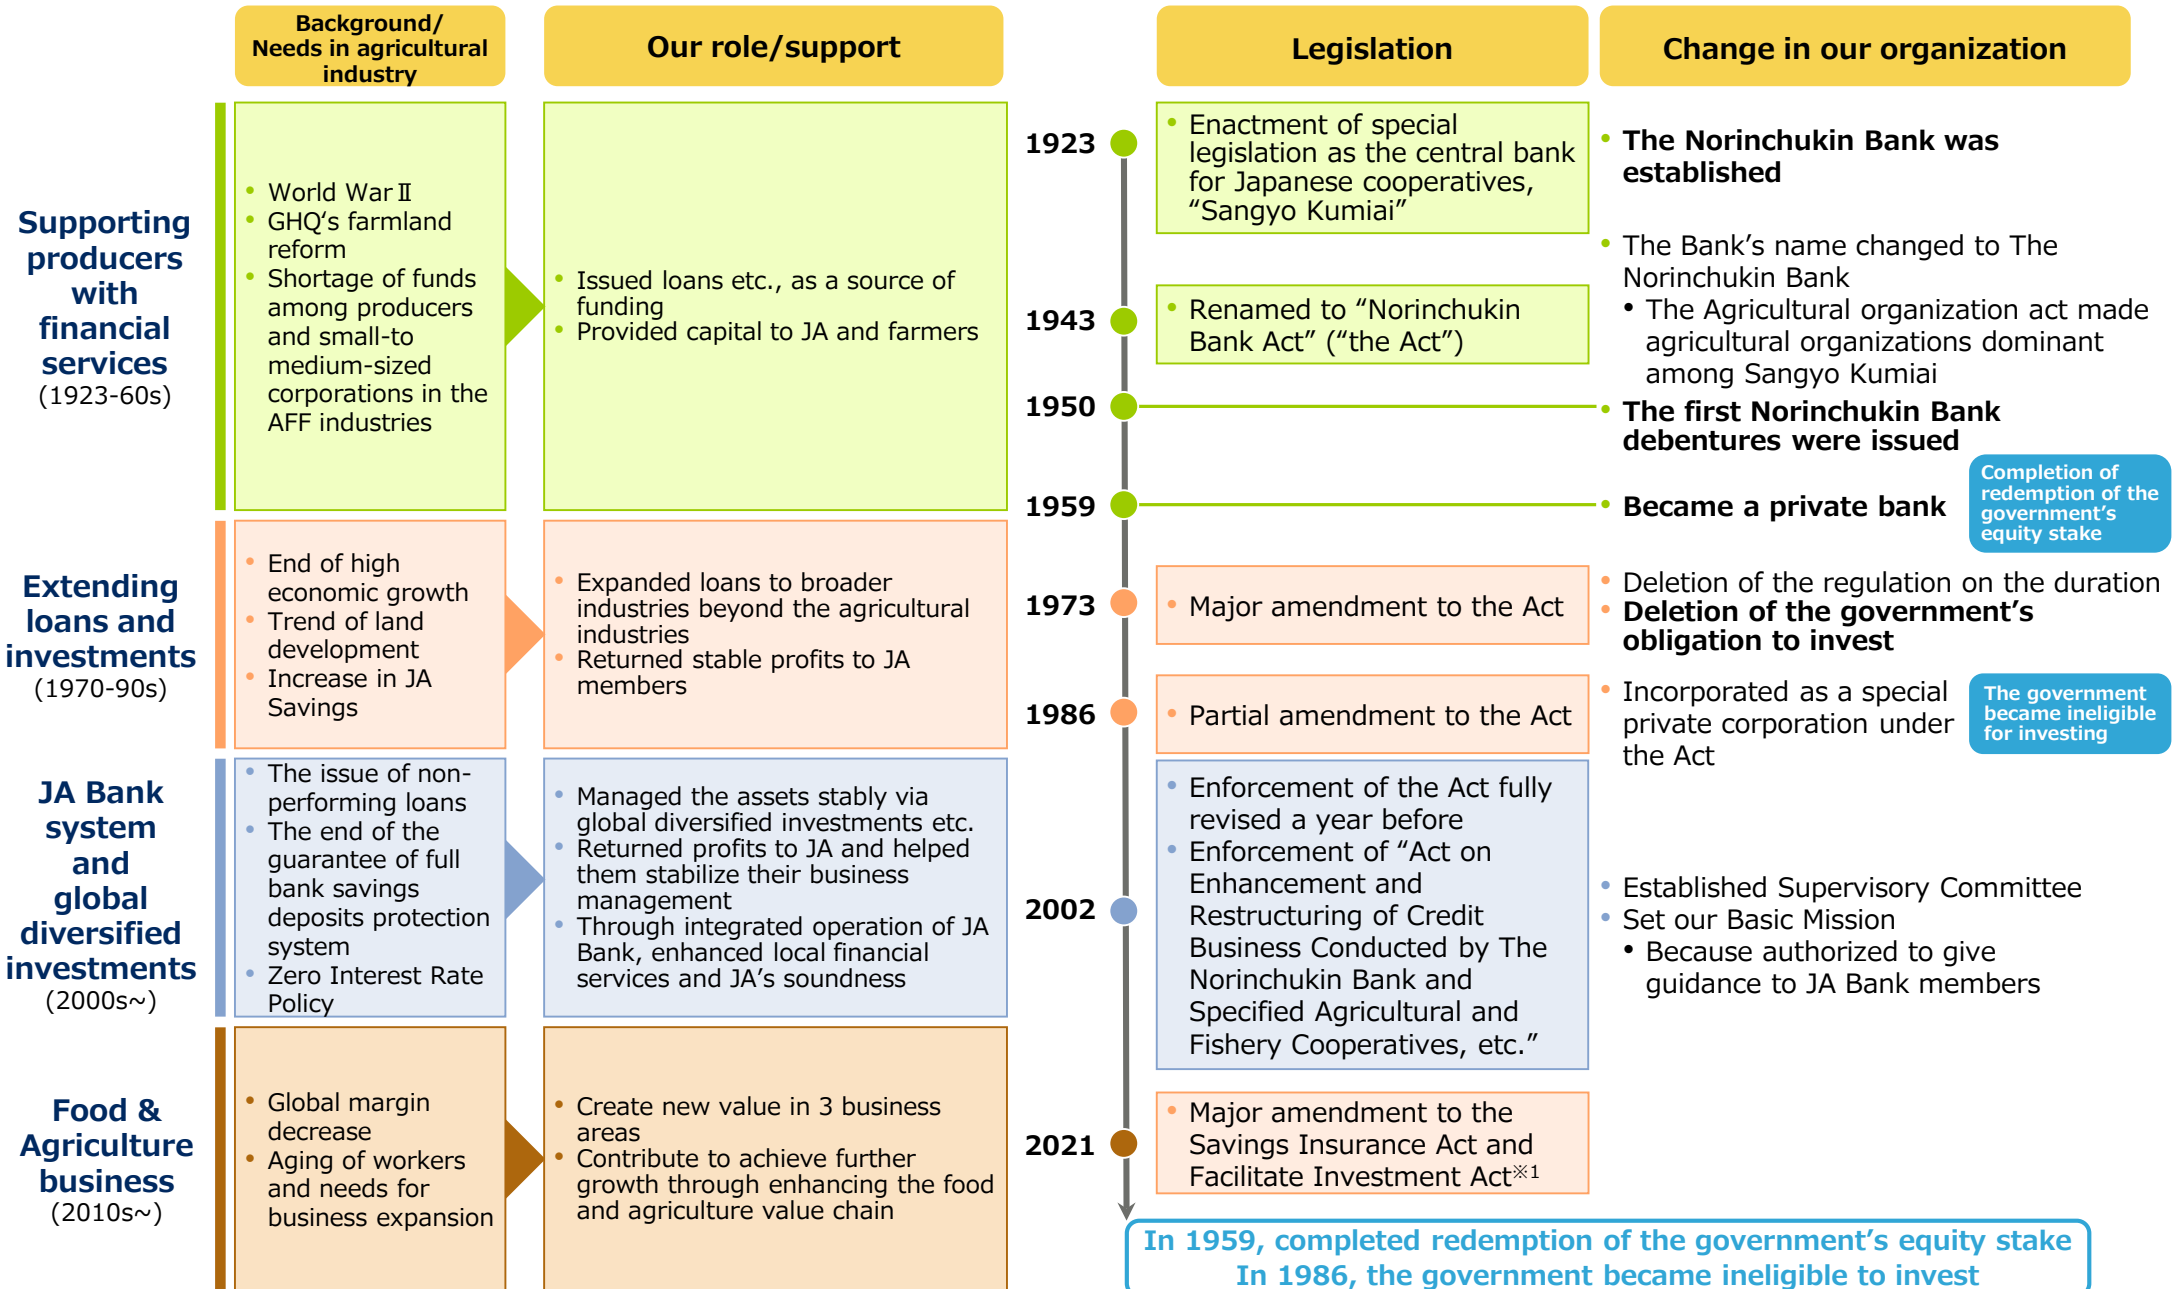 Background/
Needs in agricultural
industry
Our role/support
Legislation
Change in our organization
Supporting
producers
with
financial
services
(1923-60s)
• World WarⅡ
• GHQ‘s farmland
reform
• Shortage of funds
among producers
and small-to
medium-sized
corporations in the
AFF industries
• Issued loans etc., as a source of
funding
• Provided capital to JA and farmers
1923
• Enactment of special
legislation as the central bank
for Japanese cooperatives,
“Sangyo Kumiai”
• The Norinchukin Bank was
established
1943
• Renamed to “Norinchukin
Bank Act” (“the Act”)
• The Bank’s name changed to The
Norinchukin Bank
• The Agricultural organization act made
agricultural organizations dominant
among Sangyo Kumiai
1950
• The first Norinchukin Bank
debentures were issued
1959
• Became a private bank
Completion of
redemption of the
government’s
equity stake
Extending
loans and
investments
(1970-90s)
• End of high
economic growth
• Trend of land
development
• Increase in JA
Savings
• Expanded loans to broader
industries beyond the agricultural
industries
• Returned stable profits to JA
members
1973
• Major amendment to the Act
• Deletion of the regulation on the duration
• Deletion of the government’s
obligation to invest
1986
• Partial amendment to the Act
• Incorporated as a special
private corporation under
the Act
The government
became ineligible
for investing
JA Bank
system
and
global
diversified
investments
(2000s~)
• The issue of non-
performing loans
• The end of the
guarantee of full
bank savings
deposits protection
system
• Zero Interest Rate
Policy
• Managed the assets stably via
global diversified investments etc.
• Returned profits to JA and helped
them stabilize their business
management
• Through integrated operation of JA
Bank, enhanced local financial
services and JA’s soundness
2002
• Enforcement of the Act fully
revised a year before
• Enforcement of “Act on
Enhancement and
Restructuring of Credit
Business Conducted by The
Norinchukin Bank and
Specified Agricultural and
Fishery Cooperatives, etc.”
• Established Supervisory Committee
• Set our Basic Mission
• Because authorized to give
guidance to JA Bank members
Food &
Agriculture
business
(2010s~)
• Global margin
decrease
• Aging of workers
and needs for
business expansion
• Create new value in 3 business
areas
• Contribute to achieve further
growth through enhancing the food
and agriculture value chain
2021
• Major amendment to the
Savings Insurance Act and
Facilitate Investment Act※1
In 1959, completed redemption of the government’s equity stake
In 1986, the government became ineligible to invest